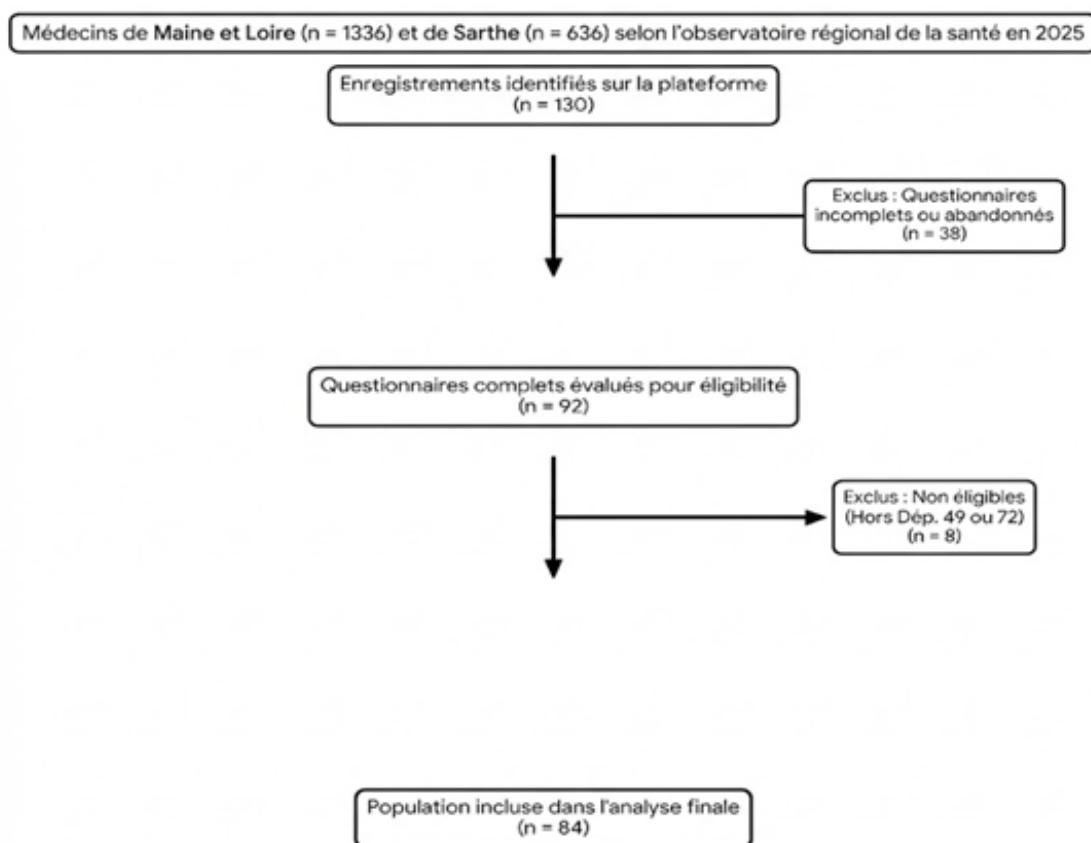 Médecins de Maine et Loire (n = 1336) et de Sarthe (n = 636) selon l'observatoire régional de la santé en 2025
Enregistrements identifiés sur la plateforme
(n = 130)
Exclus : Questionnaires
incomplets ou abandonnés
(n = 38)
Questionnaires complets évalués pour éligibilité
(n = 92)
Exclus : Non éligibles
(Hors Dép. 49 ou 72)
(n = 8)
Population incluse dans l'analyse finale
(n = 84)